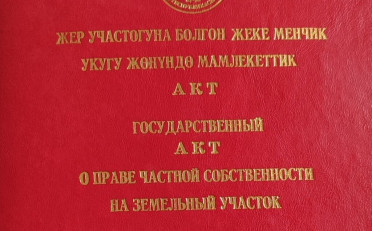 ЖЕР УЧАСТОГУНА БОЛГОН ЖЕКЕ МЕНЧИК
УКУГУ ЖӨНҮНДӨ МАМЛЕКЕТТИК
АКТ
ГОСУДАРСТВЕННЫЙ
АКТ
О ПРАВЕ ЧАСТНОЙ СОБСТВЕННОСТИ
НА ЗЕМЕЛЬНЫЙ УЧАСТОК